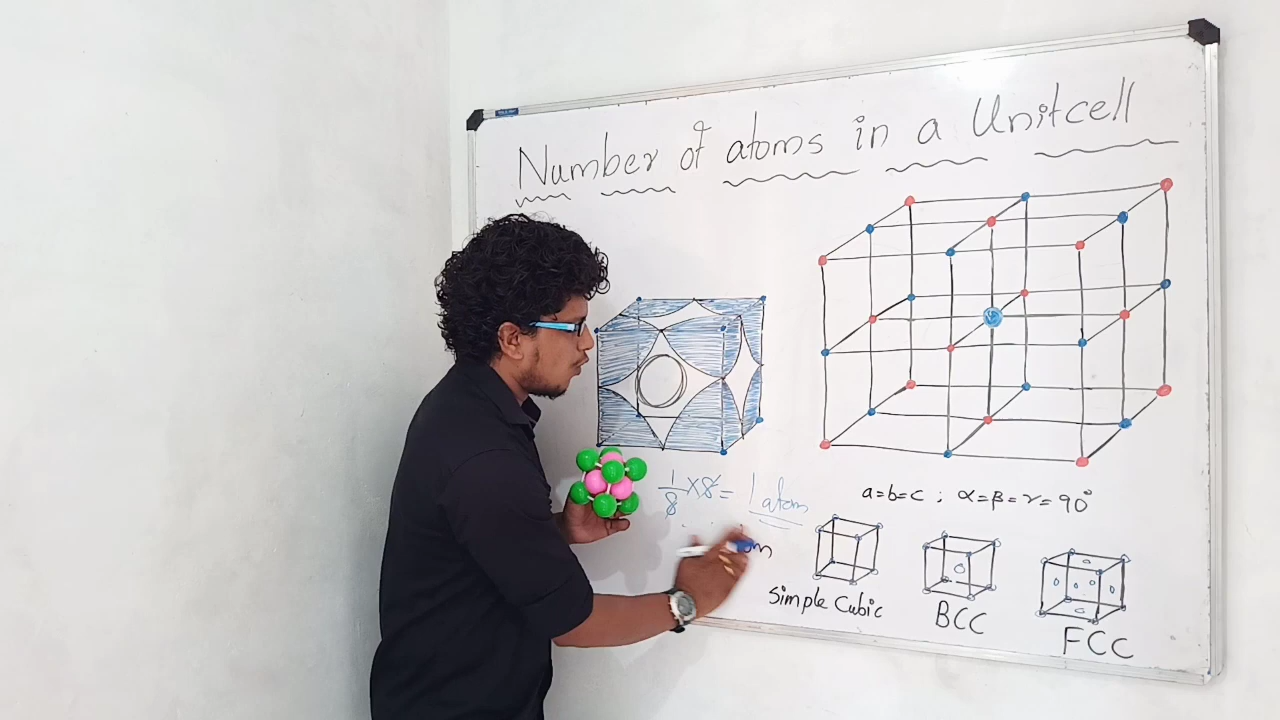 Number of atoms in a Unitcell
1/8 × 8 = 1 atom
a=b=c ; α=β=γ=90°
Simple Cubic
BCC
FCC